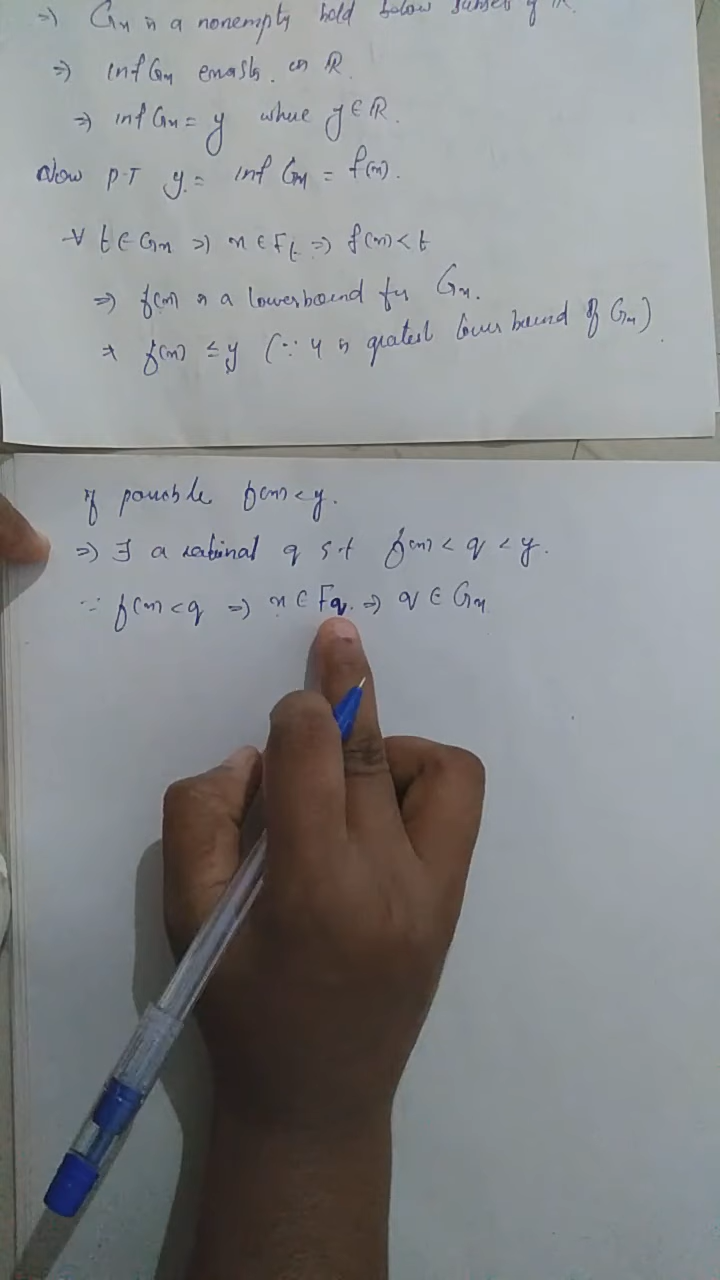 ⇒ Gₓ is a nonempty bdd below subset of R.
⇒ inf Gₓ exists in R.
⇒ inf Gₓ = y where y ∈ R.
Now P.T y = inf Gₓ = f(x).
∀ t ∈ Gₓ ⇒ x ∈ Fₜ ⇒ f(x) < t
⇒ f(x) is a lowerbound for Gₓ.
⇒ f(x) ≤ y (∵ y is greatest lower bound of Gₓ).
If possible f(x) < y.
⇒ ∃ a rational q s.t f(x) < q < y.
∵ f(x) < q ⇒ x ∈ Fq. ⇒ q ∈ Gₓ